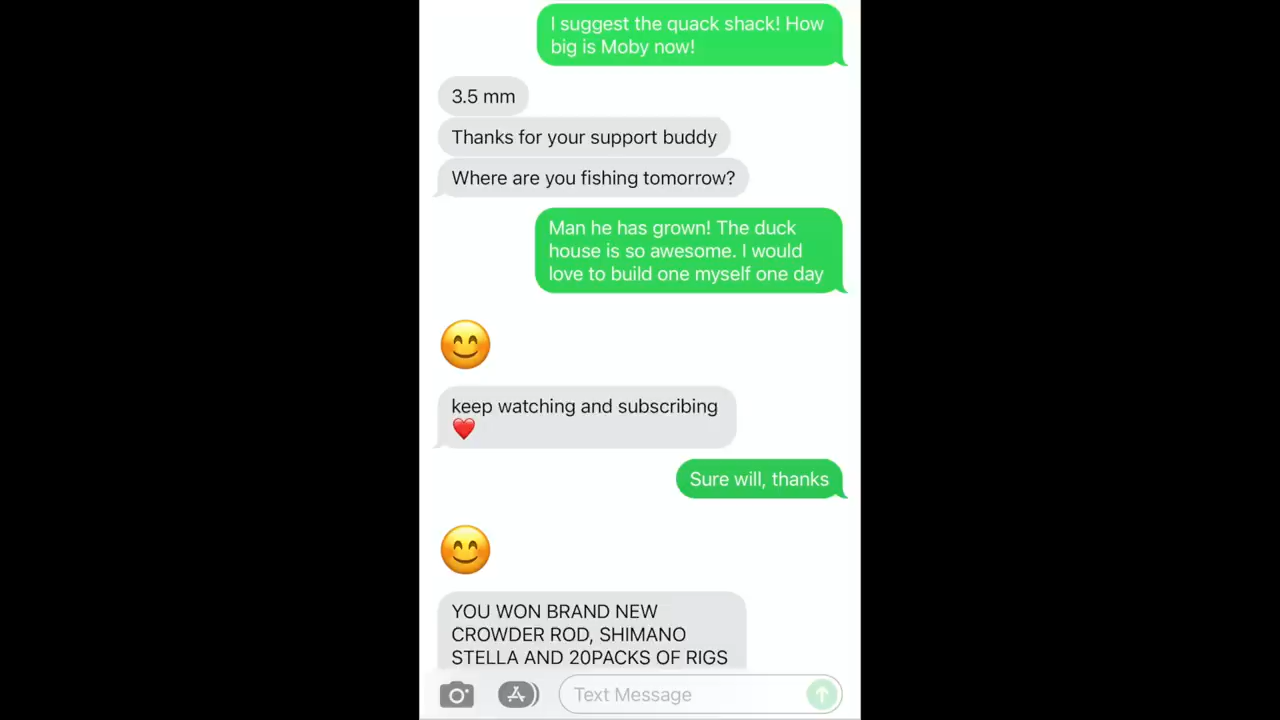 I suggest the quack shack! How
big is Moby now!
3.5 mm
Thanks for your support buddy
Where are you fishing tomorrow?
Man he has grown! The duck
house is so awesome. I would
love to build one myself one day
😊
keep watching and subscribing
❤️
Sure will, thanks
😊
YOU WON BRAND NEW
CROWDER ROD, SHIMANO
STELLA AND 20PACKS OF RIGS
Text Message